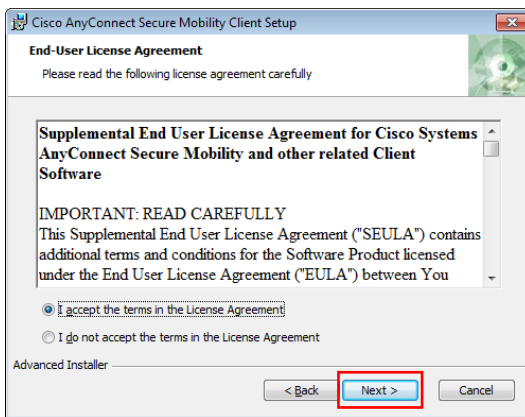 Cisco AnyConnect Secure Mobility Client Setup
End-User License Agreement
Please read the following license agreement carefully
Supplemental End User License Agreement for Cisco Systems
AnyConnect Secure Mobility and other related Client
Software
IMPORTANT: READ CAREFULLY
This Supplemental End User License Agreement ("SEULA") contains
additional terms and conditions for the Software Product licensed
under the End User License Agreement ("EULA") between You
I accept the terms in the License Agreement
I do not accept the terms in the License Agreement
Advanced Installer
< Back Next > Cancel